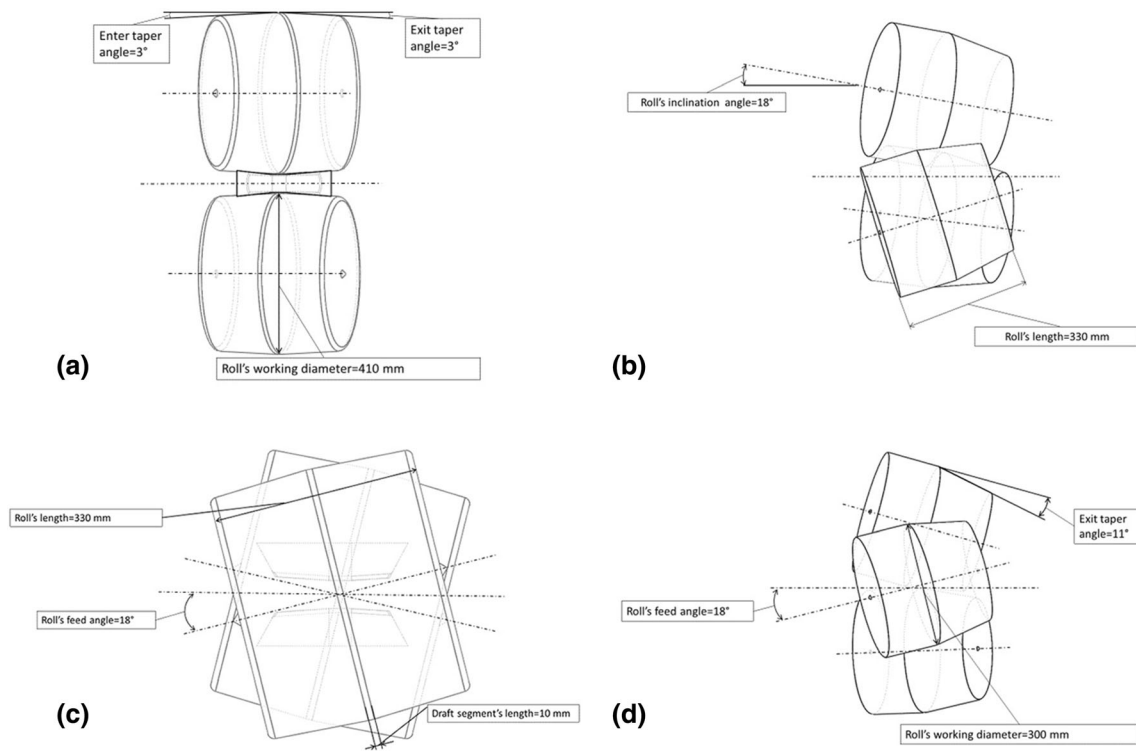 Enter taper
angle=3°
Exit taper
angle=3°
Roll's working diameter=410 mm
(a)
Roll's inclination angle=18°
Roll's length=330 mm
(b)
Roll's length=330 mm
Roll's feed angle=18°
Draft segment's length=10 mm
(c)
Exit taper
angle=11°
Roll's feed angle=18°
Roll's working diameter=300 mm
(d)